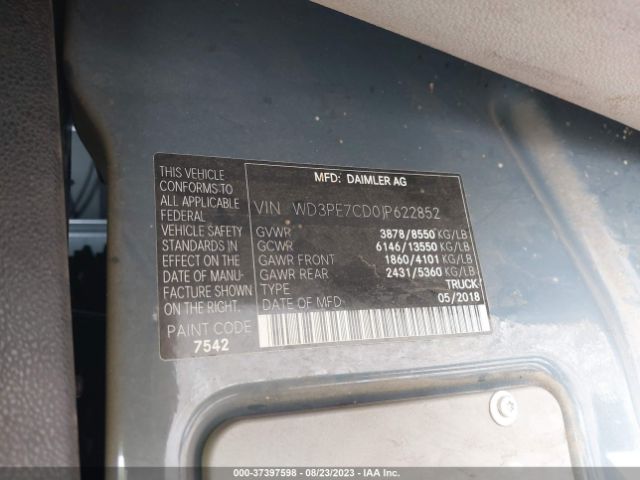 THIS VEHICLE
CONFORMS TO
ALL APPLICABLE
FEDERAL
VEHICLE SAFETY
STANDARDS IN
EFFECT ON THE
DATE OF MANU-
FACTURE SHOWN
ON THE RIGHT.
PAINT CODE
7542
MFD: DAIMLER AG
VIN WD3PE7CD0JP622852
GVWR 3878/8550 KG/LB
GCWR 6146/13550 KG/LB
GAWR FRONT 1860/4101 KG/LB
GAWR REAR 2431/5360 KG/LB
TYPE TRUCK
DATE OF MFD: 05/2018
000-37397598 - 08/23/2023 - IAA Inc.